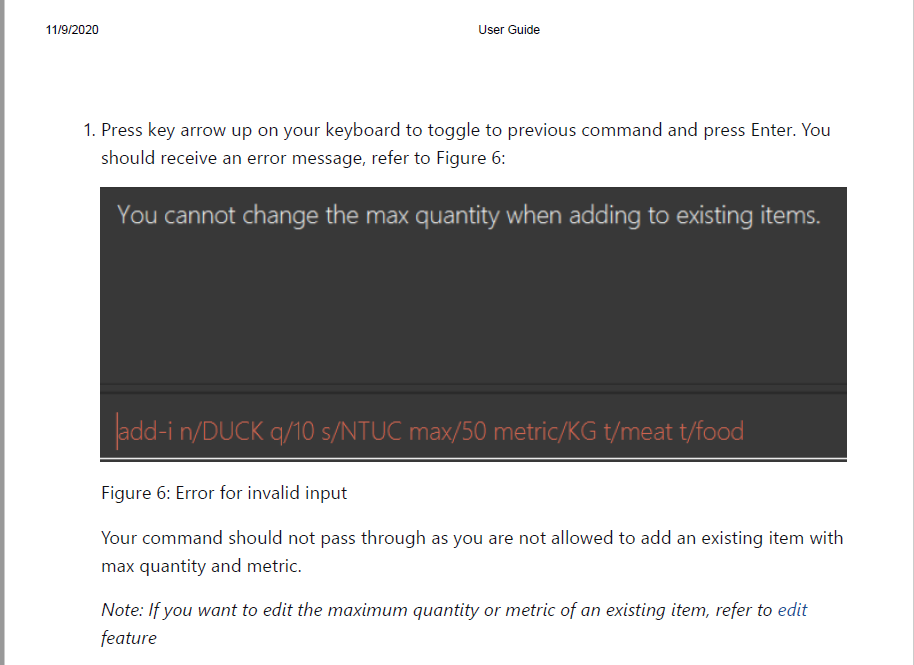 11/9/2020
User Guide
1. Press key arrow up on your keyboard to toggle to previous command and press Enter. You
should receive an error message, refer to Figure 6:
You cannot change the max quantity when adding to existing items.
add-i n/DUCK q/10 s/NTUC max/50 metric/KG t/meat t/food
Figure 6: Error for invalid input
Your command should not pass through as you are not allowed to add an existing item with
max quantity and metric.
Note: If you want to edit the maximum quantity or metric of an existing item, refer to edit
feature